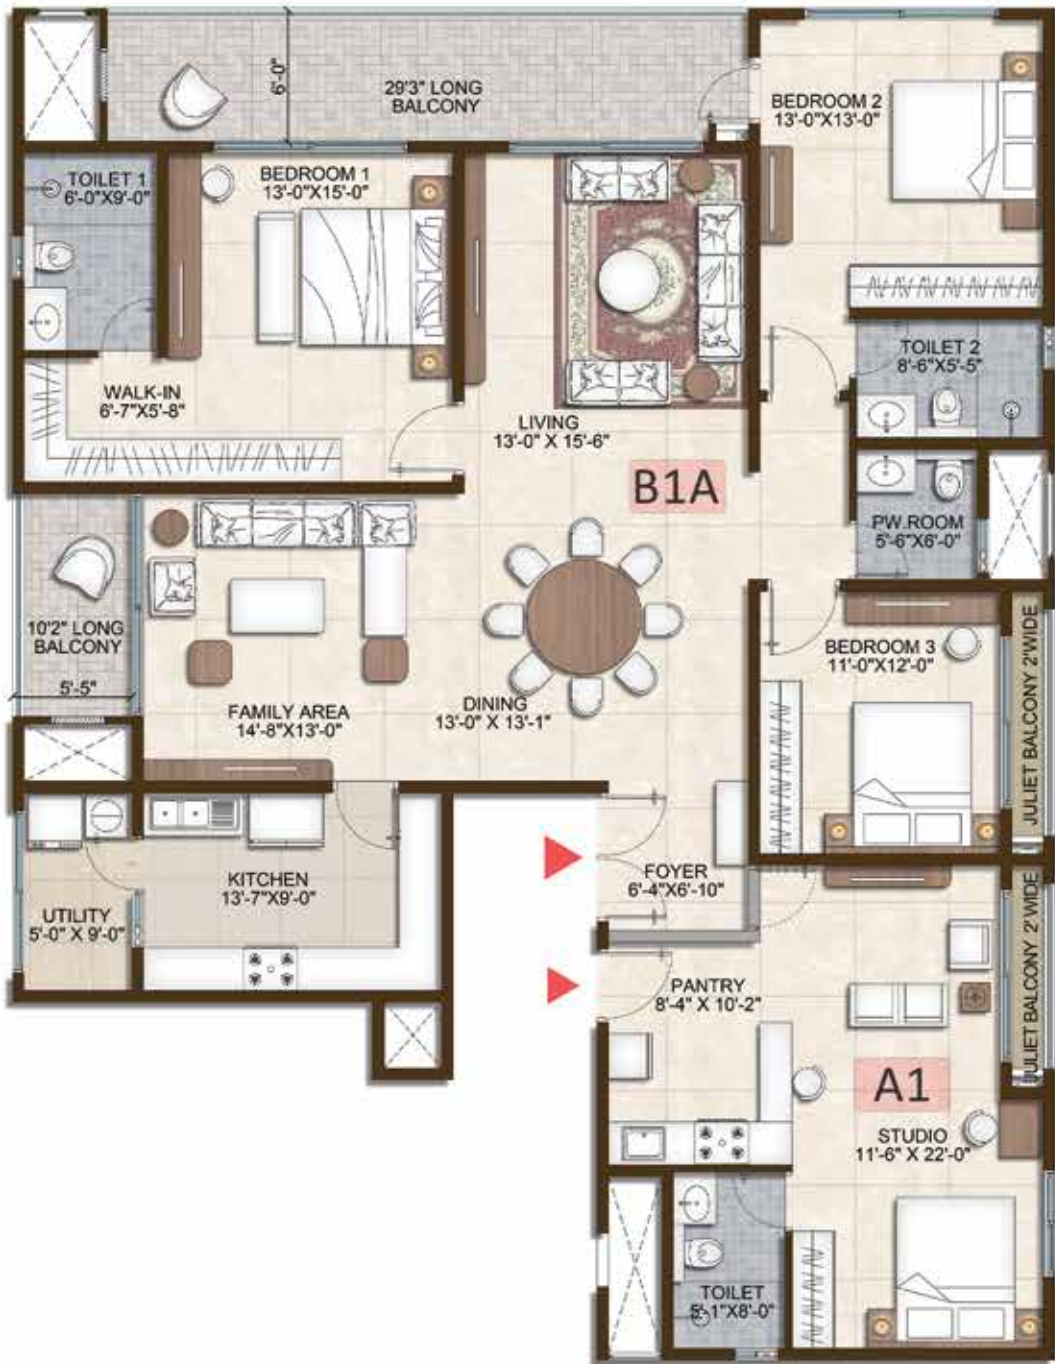 6'-0"
29'3" LONG
BALCONY
BEDROOM 2
13'-0"X13'-0"
TOILET 1
6'-0"X9'-0"
BEDROOM 1
13'-0"X15'-0"
TOILET 2
8'-6"X5'-5"
WALK-IN
6'-7"X5'-8"
LIVING
13'-0" X 15'-6"
B1A
PW.ROOM
5'-6"X6'-0"
10'2" LONG
BALCONY
5'-5"
FAMILY AREA
14'-8"X13'-0"
DINING
13'-0" X 13'-1"
BEDROOM 3
11'-0"X12'-0"
JULIET BALCONY 2'WIDE
KITCHEN
13'-7"X9'-0"
UTILITY
5'-0" X 9'-0"
FOYER
6'-4"X6'-10"
JULIET BALCONY 2'WIDE
PANTRY
8'-4" X 10'-2"
A1
STUDIO
11'-6" X 22'-0"
TOILET
5'-1"X8'-0"